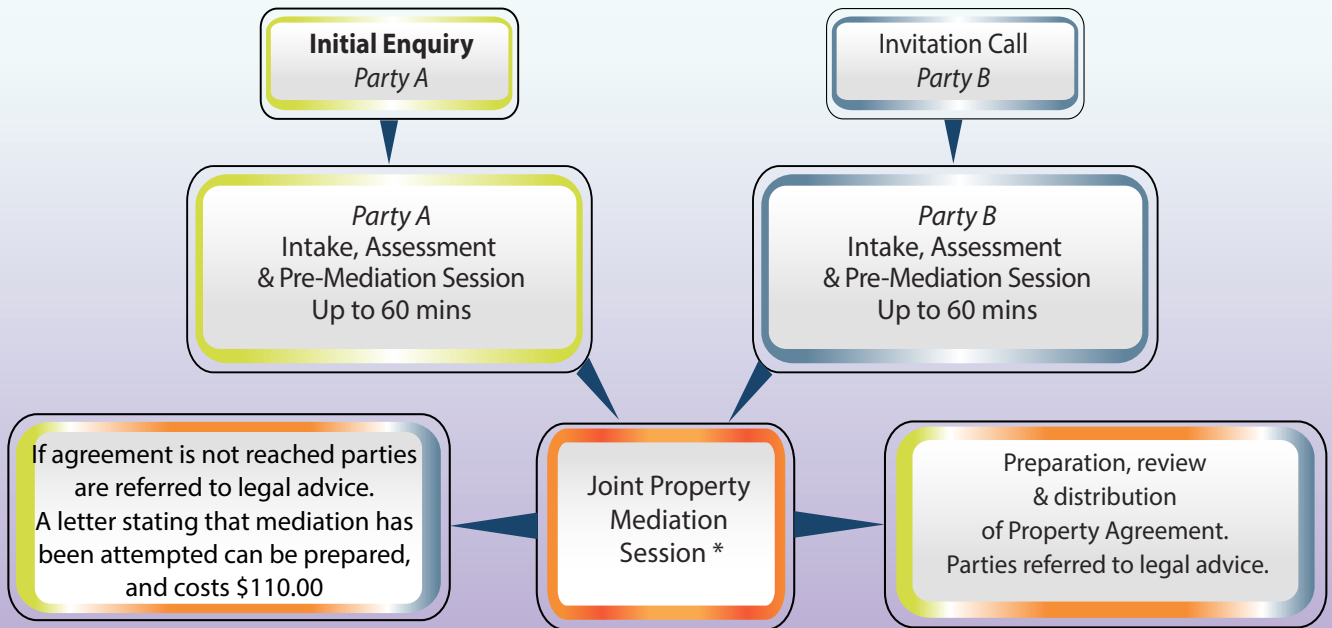 Initial Enquiry
Party A
Invitation Call
Party B
Party A
Intake, Assessment
& Pre-Mediation Session
Up to 60 mins
Party B
Intake, Assessment
& Pre-Mediation Session
Up to 60 mins
If agreement is not reached parties
are referred to legal advice.
A letter stating that mediation has
been attempted can be prepared,
and costs $110.00
Joint Property
Mediation
Session *
Preparation, review
& distribution
of Property Agreement.
Parties referred to legal advice.